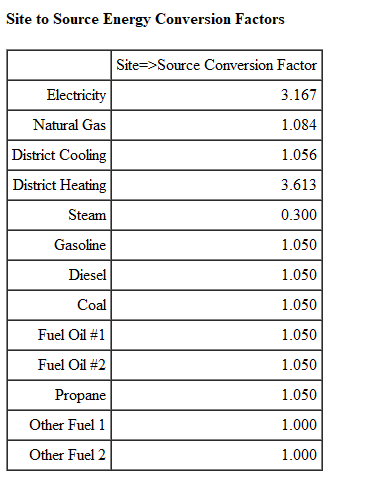 Site to Source Energy Conversion Factors
Site=>Source Conversion Factor
Electricity 3.167
Natural Gas 1.084
District Cooling 1.056
District Heating 3.613
Steam 0.300
Gasoline 1.050
Diesel 1.050
Coal 1.050
Fuel Oil #1 1.050
Fuel Oil #2 1.050
Propane 1.050
Other Fuel 1 1.000
Other Fuel 2 1.000